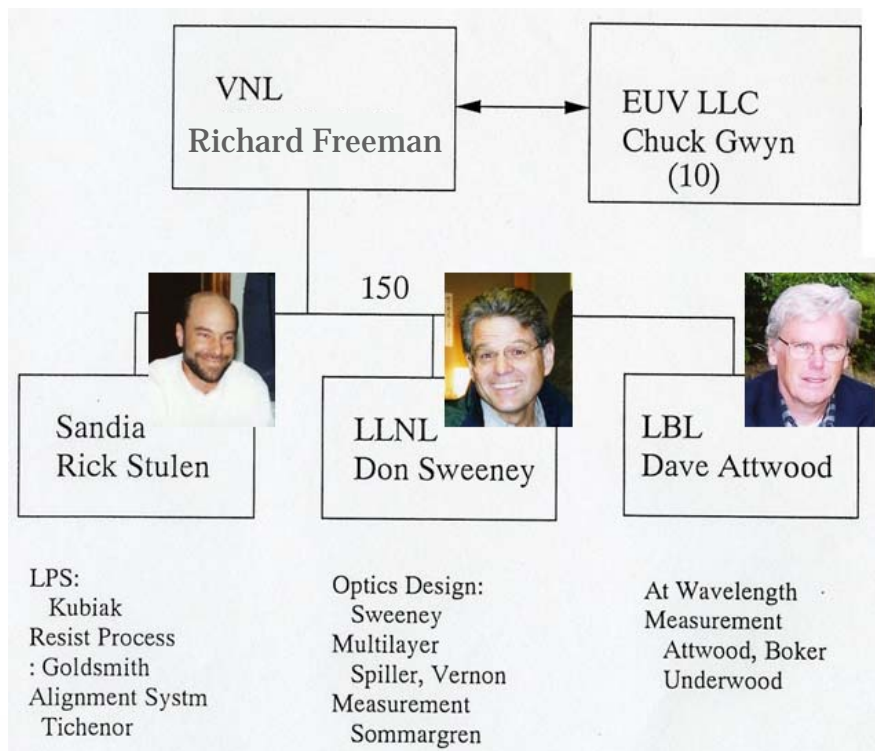 VNL
Richard Freeman
EUV LLC
Chuck Gwyn
(10)
150
Sandia
Rick Stulen
LLNL
Don Sweeney
LBL
Dave Attwood
LPS:
Kubiak
Resist Process
: Goldsmith
Alignment Systm
Tichenor
Optics Design:
Sweeney
Multilayer
Spiller, Vernon
Measurement
Sommargren
At Wavelength
Measurement
Attwood, Boker
Underwood